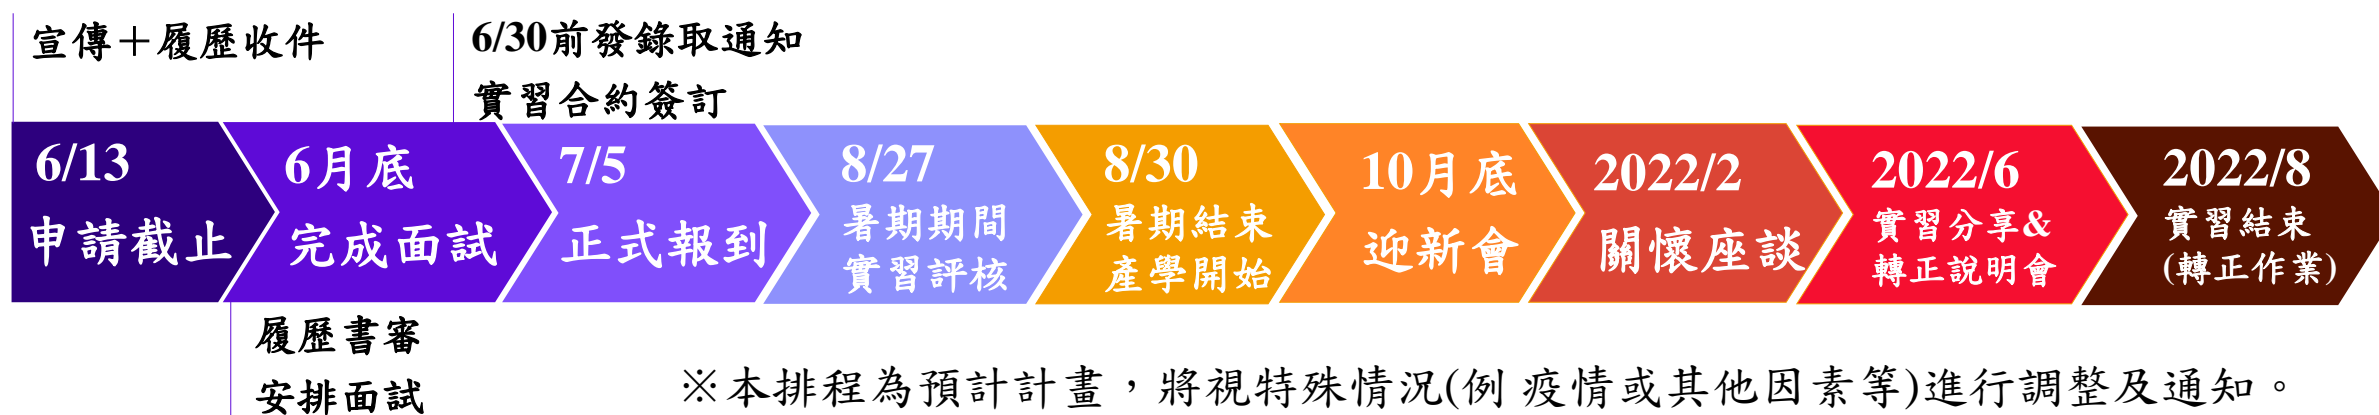 宣傳＋履歷收件
6/30前發錄取通知
實習合約簽訂
6/13
申請截止
6月底
完成面試
7/5
正式報到
8/27
暑期期間
實習評核
8/30
暑期結束
產學開始
10月底
迎新會
2022/2
關懷座談
2022/6
實習分享&
轉正說明會
2022/8
實習結束
(轉正作業)
履歷書審
安排面試
※本排程為預計計畫，將視特殊情況(例 疫情或其他因素等)進行調整及通知。